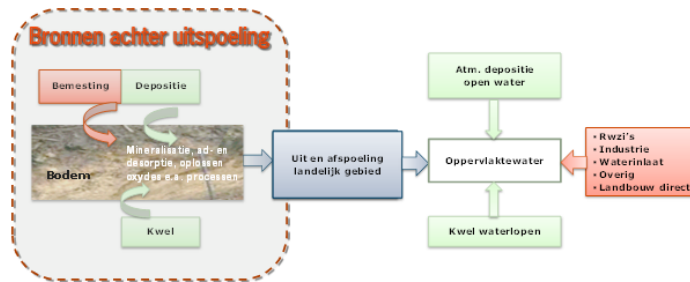 Bronnen achter uitspoeling
Bemesting
Depositie
Mineralisatie, ad- en
desorptie, oplossen
oxydes e.a. processen
Bodem
Kwel
Uit en afspoeling
landelijk gebied
Atm. depositie
open water
Oppervlaktewater
Kwel waterlopen
• Rwzi's
• Industrie
• Waterinlaat
• Overig
• Landbouw direct